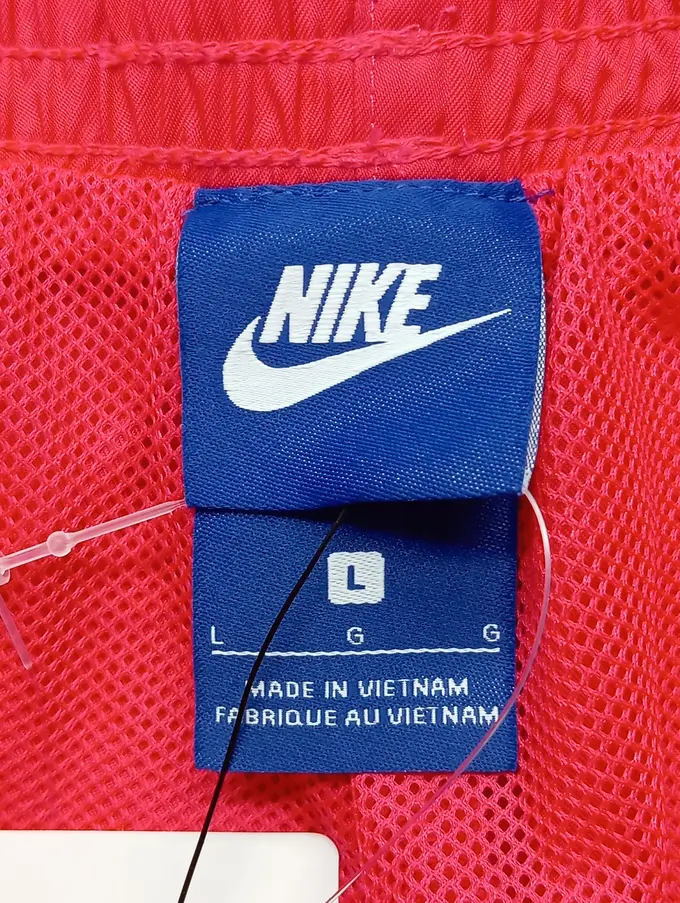 NIKE
L
L G G
MADE IN VIETNAM
FABRIQUE AU VIETNAM